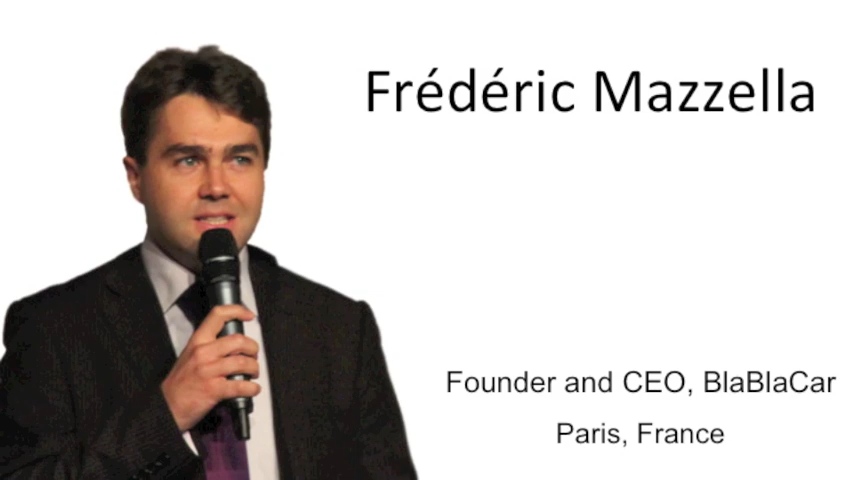 Frédéric Mazzella
Founder and CEO, BlaBlaCar
Paris, France